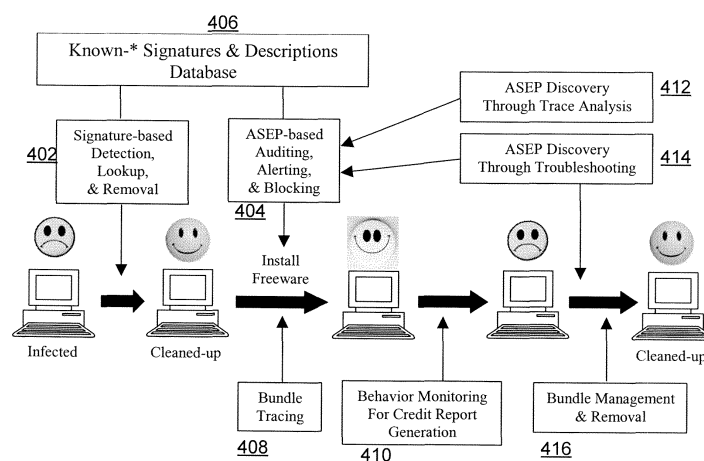 406
Known-* Signatures & Descriptions
Database
402
Signature-based
Detection,
Lookup,
& Removal
ASEP-based
Auditing,
Alerting,
& Blocking
404
ASEP Discovery
Through Trace Analysis
412
ASEP Discovery
Through Troubleshooting
414
Install
Freeware
Infected
Cleaned-up
Cleaned-up
Bundle
Tracing
408
Behavior Monitoring
For Credit Report
Generation
410
Bundle Management
& Removal
416